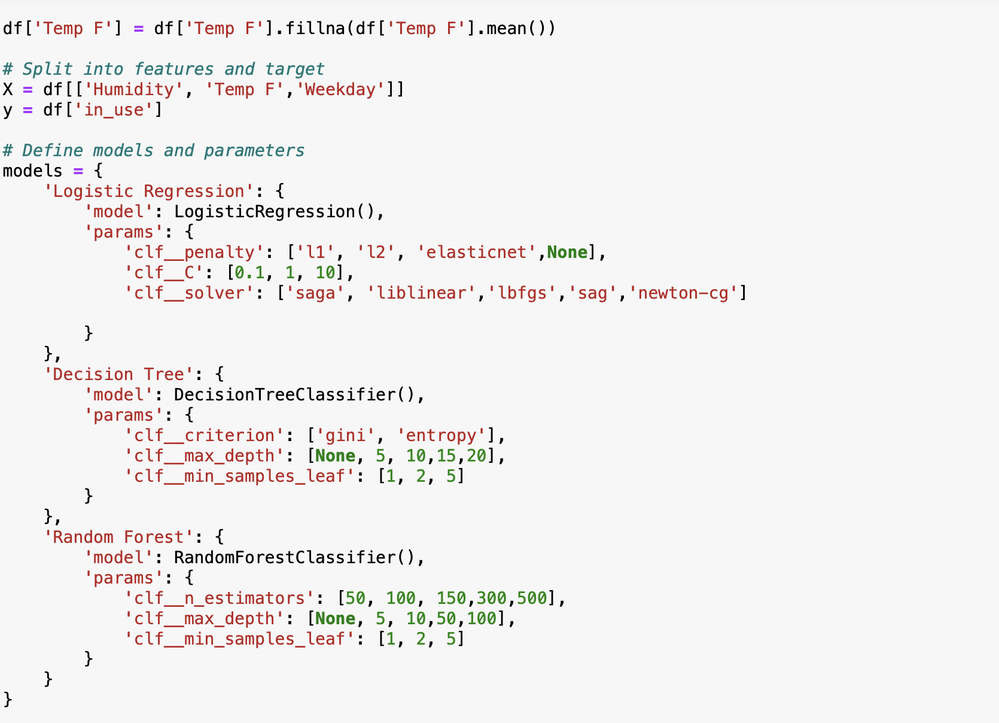 df['Temp F'] = df['Temp F'].fillna(df['Temp F'].mean())
# Split into features and target
X = df[['Humidity', 'Temp F','Weekday']]
y = df['in_use']
# Define models and parameters
models = {
    'Logistic Regression': {
        'model': LogisticRegression(),
        'params': {
            'clf__penalty': ['l1', 'l2', 'elasticnet',None],
            'clf__C': [0.1, 1, 10],
            'clf__solver': ['saga', 'liblinear','lbfgs','sag','newton-cg']
        }
    },
    'Decision Tree': {
        'model': DecisionTreeClassifier(),
        'params': {
            'clf__criterion': ['gini', 'entropy'],
            'clf__max_depth': [None, 5, 10,15,20],
            'clf__min_samples_leaf': [1, 2, 5]
        }
    },
    'Random Forest': {
        'model': RandomForestClassifier(),
        'params': {
            'clf__n_estimators': [50, 100, 150,300,500],
            'clf__max_depth': [None, 5, 10,50,100],
            'clf__min_samples_leaf': [1, 2, 5]
        }
    }
}